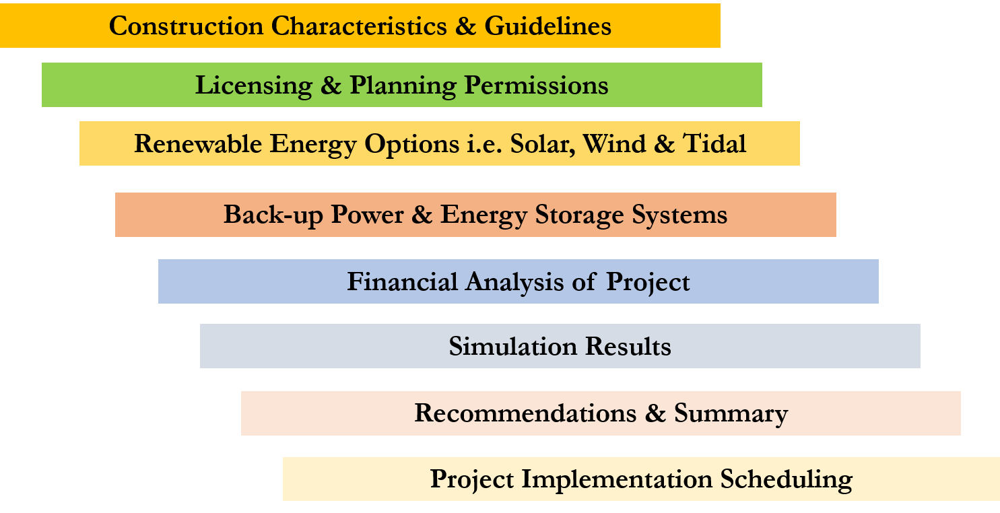 Construction Characteristics & Guidelines
Licensing & Planning Permissions
Renewable Energy Options i.e. Solar, Wind & Tidal
Back-up Power & Energy Storage Systems
Financial Analysis of Project
Simulation Results
Recommendations & Summary
Project Implementation Scheduling